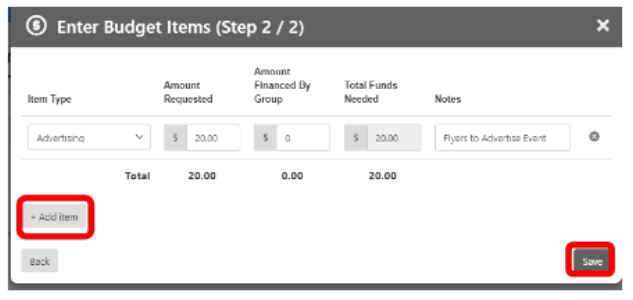 Enter Budget Items (Step 2 / 2)
Item Type Amount Requested Amount Financed By Group Total Funds Needed Notes
Advertising $ 20.00 $ 0 $ 20.00 Flyers to Advertise Event
Total 20.00 0.00 20.00
+ Add item
Back Save